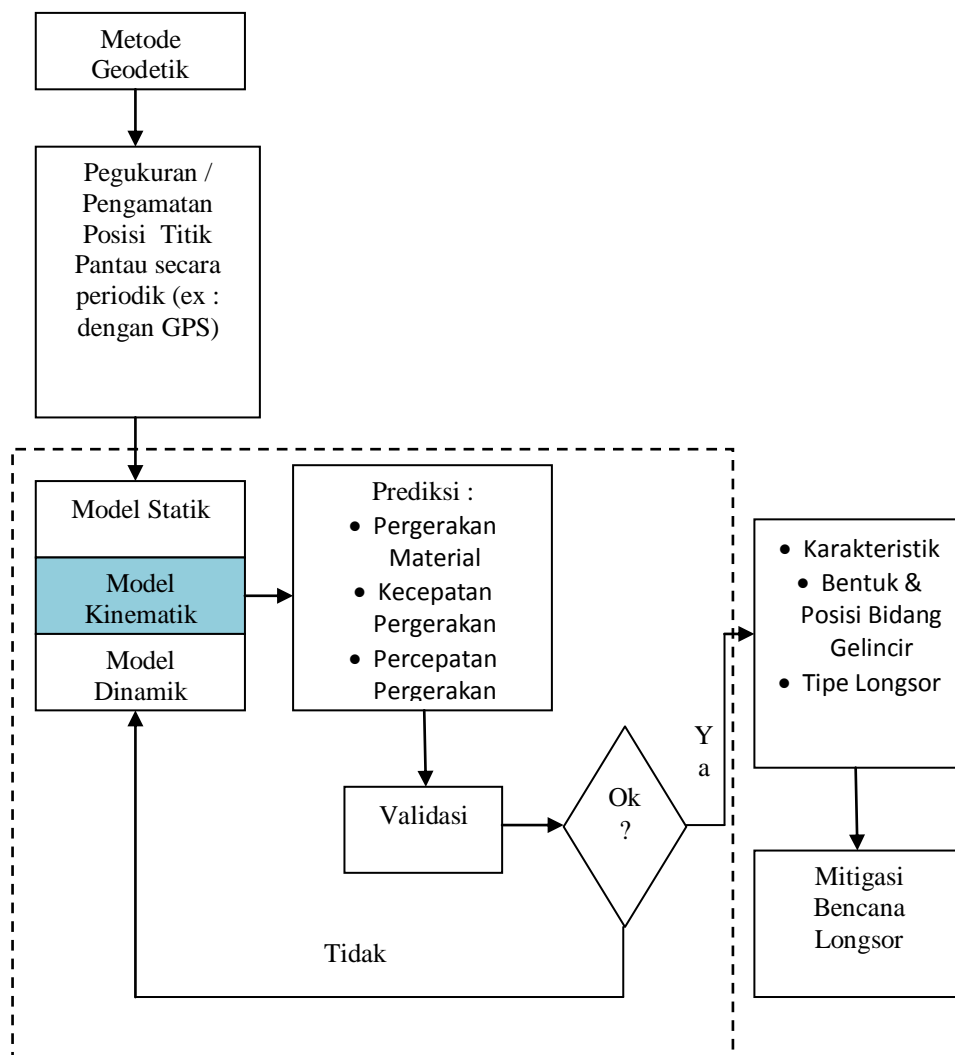 Metode
Geodetik
Pegukuran /
Pengamatan
Posisi Titik
Pantau secara
periodik (ex :
dengan GPS)
Model Statik
Model
Kinematik
Model
Dinamik
Prediksi :
• Pergerakan
Material
• Kecepatan
Pergerakan
• Percepatan
Pergerakan
Validasi
Ok
?
Y
a
Tidak
• Karakteristik
• Bentuk &
Posisi Bidang
Gelincir
• Tipe Longsor
Mitigasi
Bencana
Longsor